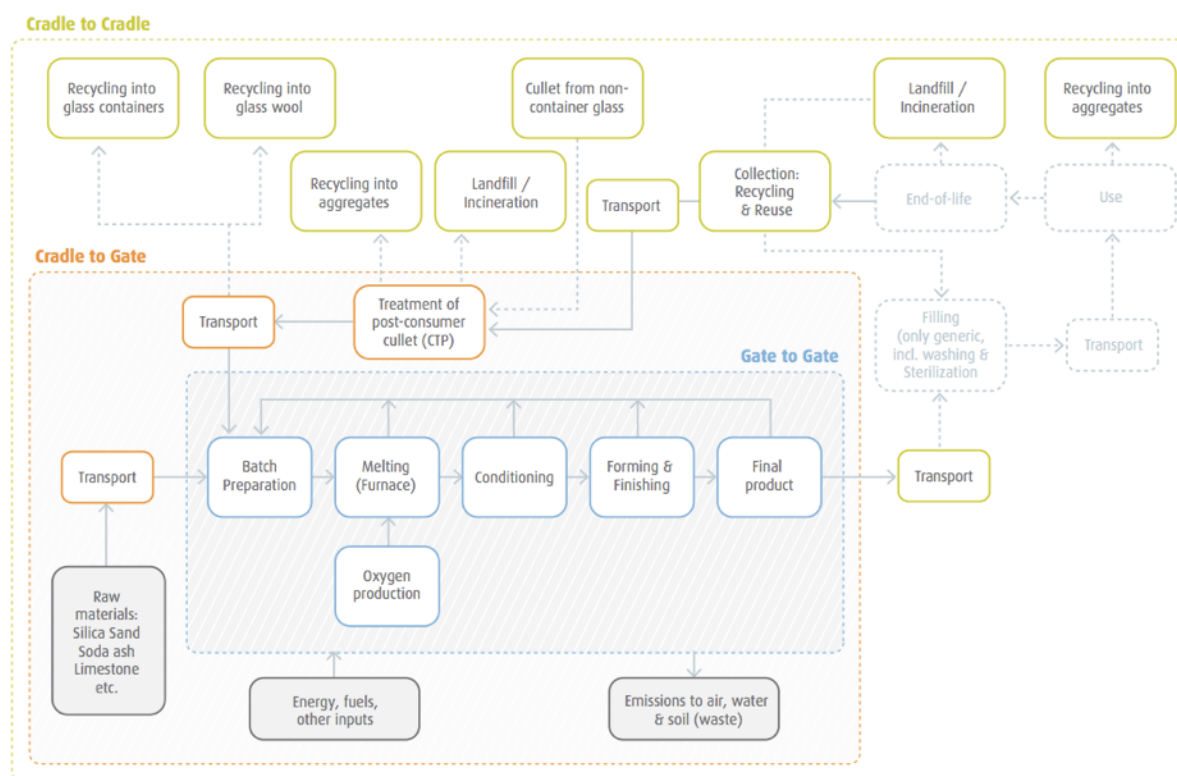 Cradle to Cradle
Recycling into
glass containers
Recycling into
glass wool
Cullet from non-
container glass
Landfill /
Incineration
Recycling into
aggregates
Recycling into
aggregates
Landfill /
Incineration
Transport
Collection:
Recycling
& Reuse
End-of-life
Use
Cradle to Gate
Transport
Treatment of
post-consumer
cullet (CTP)
Filling
(only generic,
incl. washing &
Sterilization
Transport
Gate to Gate
Transport
Batch
Preparation
Melting
(Furnace)
Conditioning
Forming &
Finishing
Final
product
Transport
Oxygen
production
Raw
materials:
Silica Sand
Soda ash
Limestone
etc.
Energy, fuels,
other inputs
Emissions to air, water
& soil (waste)